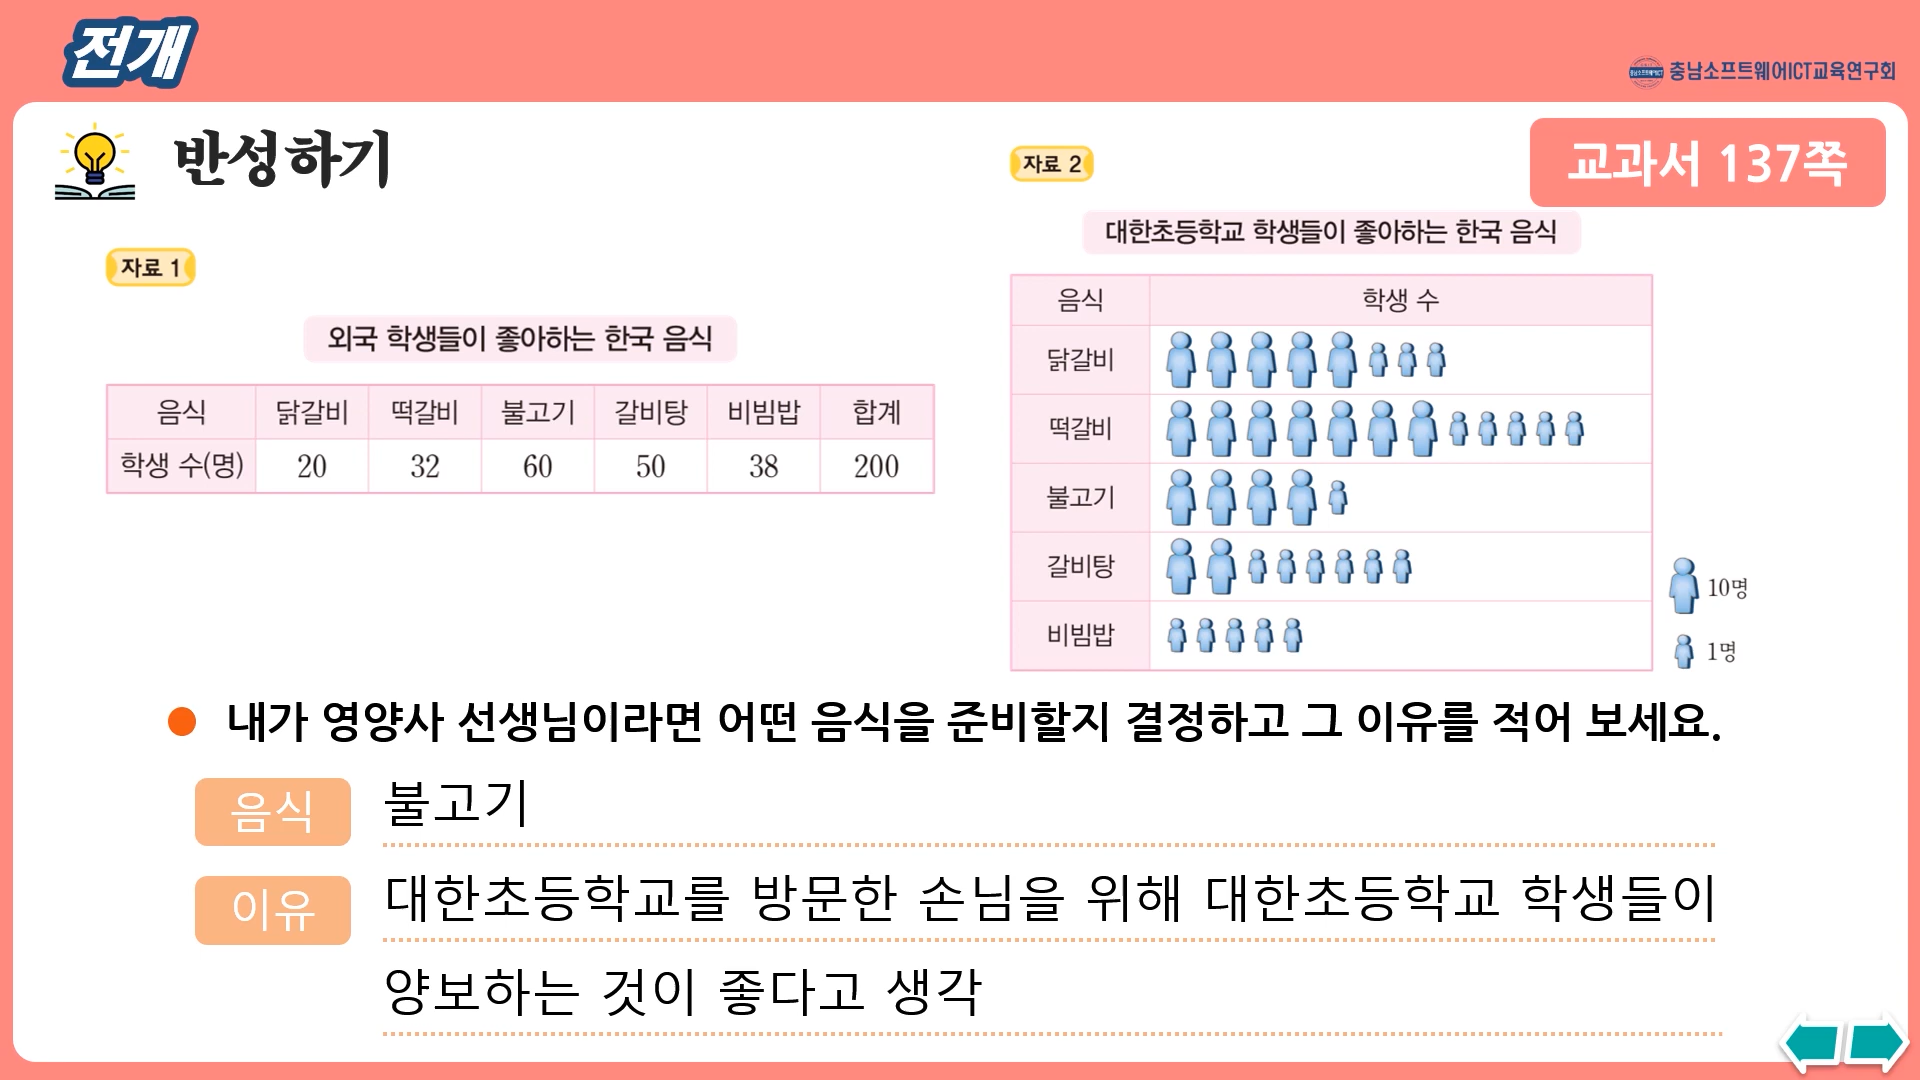 전개
충남소프트웨어ICT교육연구회
반성하기
교과서 137쪽
자료 1
외국 학생들이 좋아하는 한국 음식
음식 닭갈비 떡갈비 불고기 갈비탕 비빔밥 합계
학생 수(명) 20 32 60 50 38 200
자료 2
대한초등학교 학생들이 좋아하는 한국 음식
음식 학생 수
닭갈비
떡갈비
불고기
갈비탕
비빔밥
10명
1명
내가 영양사 선생님이라면 어떤 음식을 준비할지 결정하고 그 이유를 적어 보세요.
음식 불고기
이유 대한초등학교를 방문한 손님을 위해 대한초등학교 학생들이
양보하는 것이 좋다고 생각